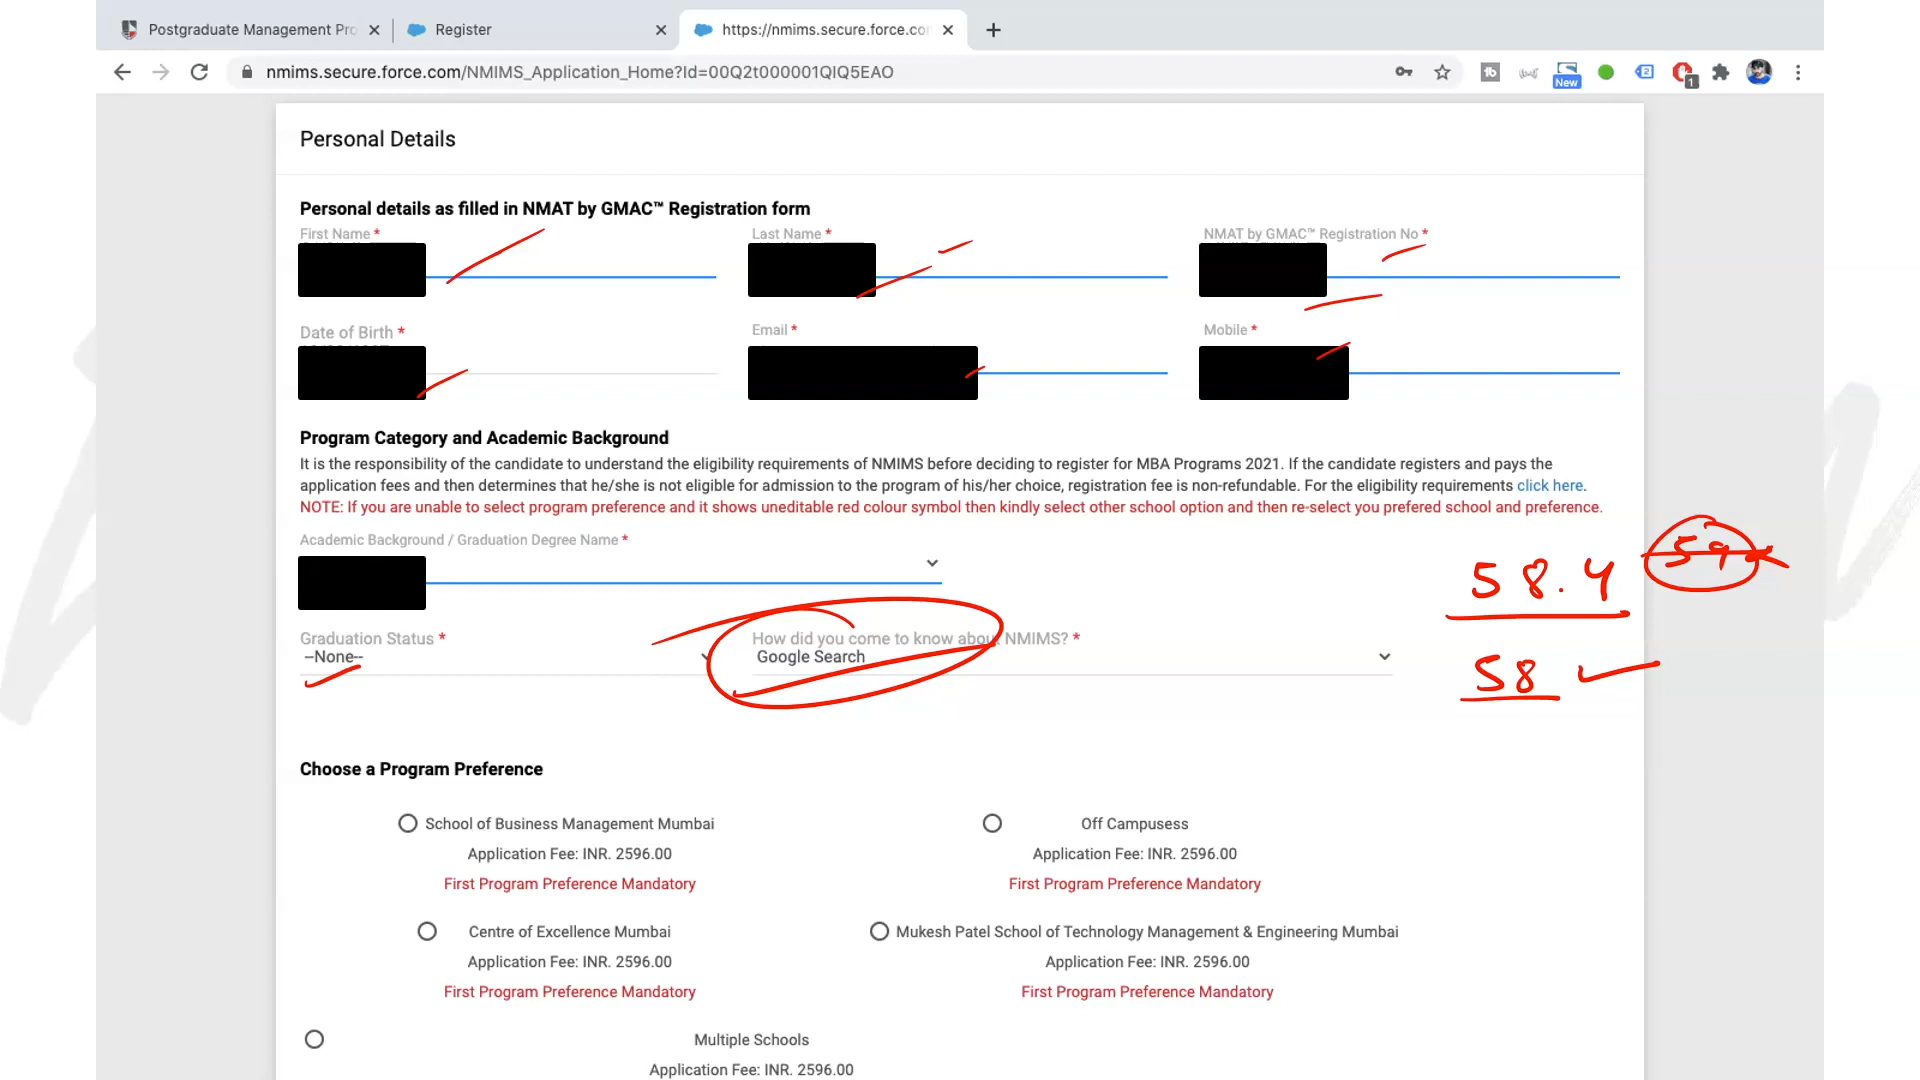 Postgraduate Management Pro
Register
https://nmims.secure.force.cor
nmims.secure.force.com/NMIMS_Application_Home?Id=00Q2t000001QIQ5EAO
New
1
Personal Details
Personal details as filled in NMAT by GMAC™ Registration form
First Name * Last Name * NMAT by GMAC™ Registration No *
Date of Birth * Email * Mobile *
Program Category and Academic Background
It is the responsibility of the candidate to understand the eligibility requirements of NMIMS before deciding to register for MBA Programs 2021. If the candidate registers and pays the
application fees and then determines that he/she is not eligible for admission to the program of his/her choice, registration fee is non-refundable. For the eligibility requirements click here.
NOTE: If you are unable to select program preference and it shows uneditable red colour symbol then kindly select other school option and then re-select you prefered school and preference.
Academic Background / Graduation Degree Name *
59
58.4
Graduation Status * How did you come to know about NMIMS? *
--None-- Google Search
58
Choose a Program Preference
School of Business Management Mumbai
Application Fee: INR. 2596.00
First Program Preference Mandatory
Off Campusess
Application Fee: INR. 2596.00
First Program Preference Mandatory
Centre of Excellence Mumbai
Application Fee: INR. 2596.00
First Program Preference Mandatory
Mukesh Patel School of Technology Management & Engineering Mumbai
Application Fee: INR. 2596.00
First Program Preference Mandatory
Multiple Schools
Application Fee: INR. 2596.00